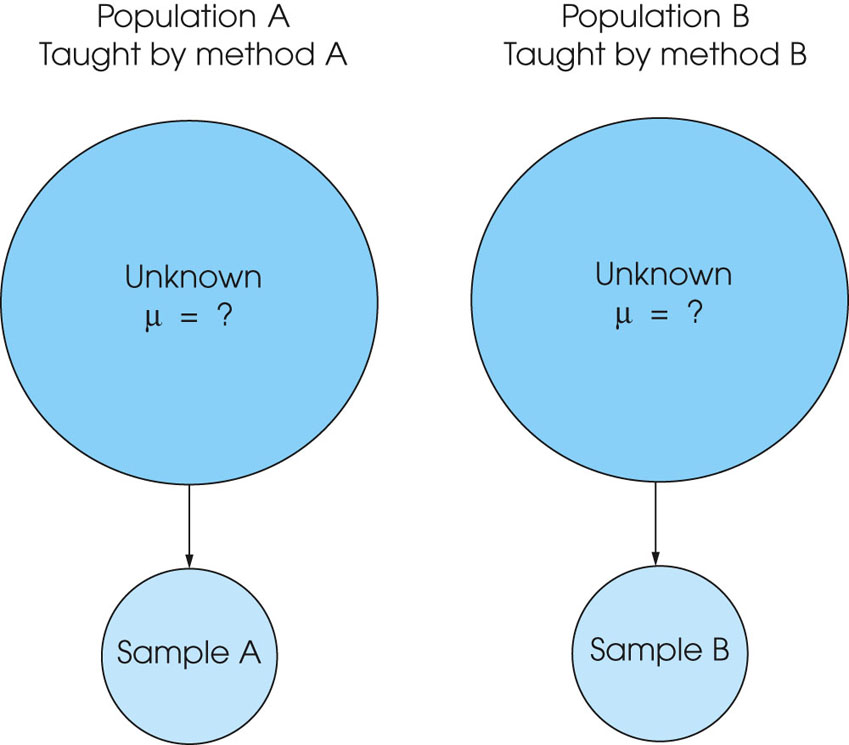 Population A
Taught by method A
Population B
Taught by method B
Unknown
μ = ?
Unknown
μ = ?
Sample A
Sample B